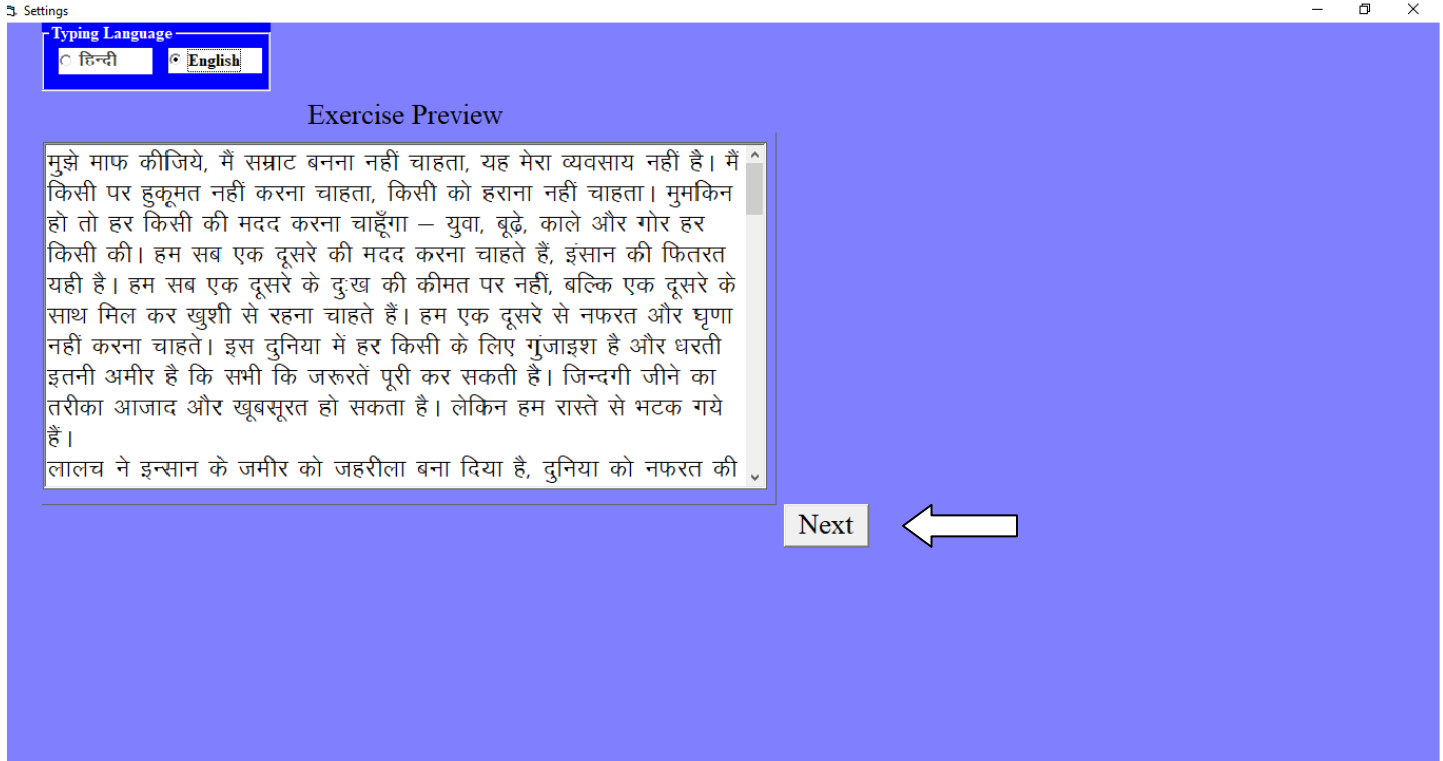 Settings
Typing Language
हिन्दी English
Exercise Preview
मुझे माफ कीजिये, मैं सम्राट बनना नहीं चाहता, यह मेरा व्यवसाय नहीं है। मैं
किसी पर हुकूमत नहीं करना चाहता, किसी को हराना नहीं चाहता। मुमकिन
हो तो हर किसी की मदद करना चाहूँगा – युवा, बूढ़े, काले और गोर हर
किसी की। हम सब एक दूसरे की मदद करना चाहते हैं, इंसान की फितरत
यही है। हम सब एक दूसरे के दुःख की कीमत पर नहीं, बल्कि एक दूसरे के
साथ मिल कर खुशी से रहना चाहते हैं। हम एक दूसरे से नफरत और घृणा
नहीं करना चाहते। इस दुनिया में हर किसी के लिए गुंजाइश है और धरती
इतनी अमीर है कि सभी कि जरूरतें पूरी कर सकती है। जिन्दगी जीने का
तरीका आजाद और खूबसूरत हो सकता है। लेकिन हम रास्ते से भटक गये
हैं।
लालच ने इन्सान के जमीर को जहरीला बना दिया है, दुनिया को नफरत की
Next